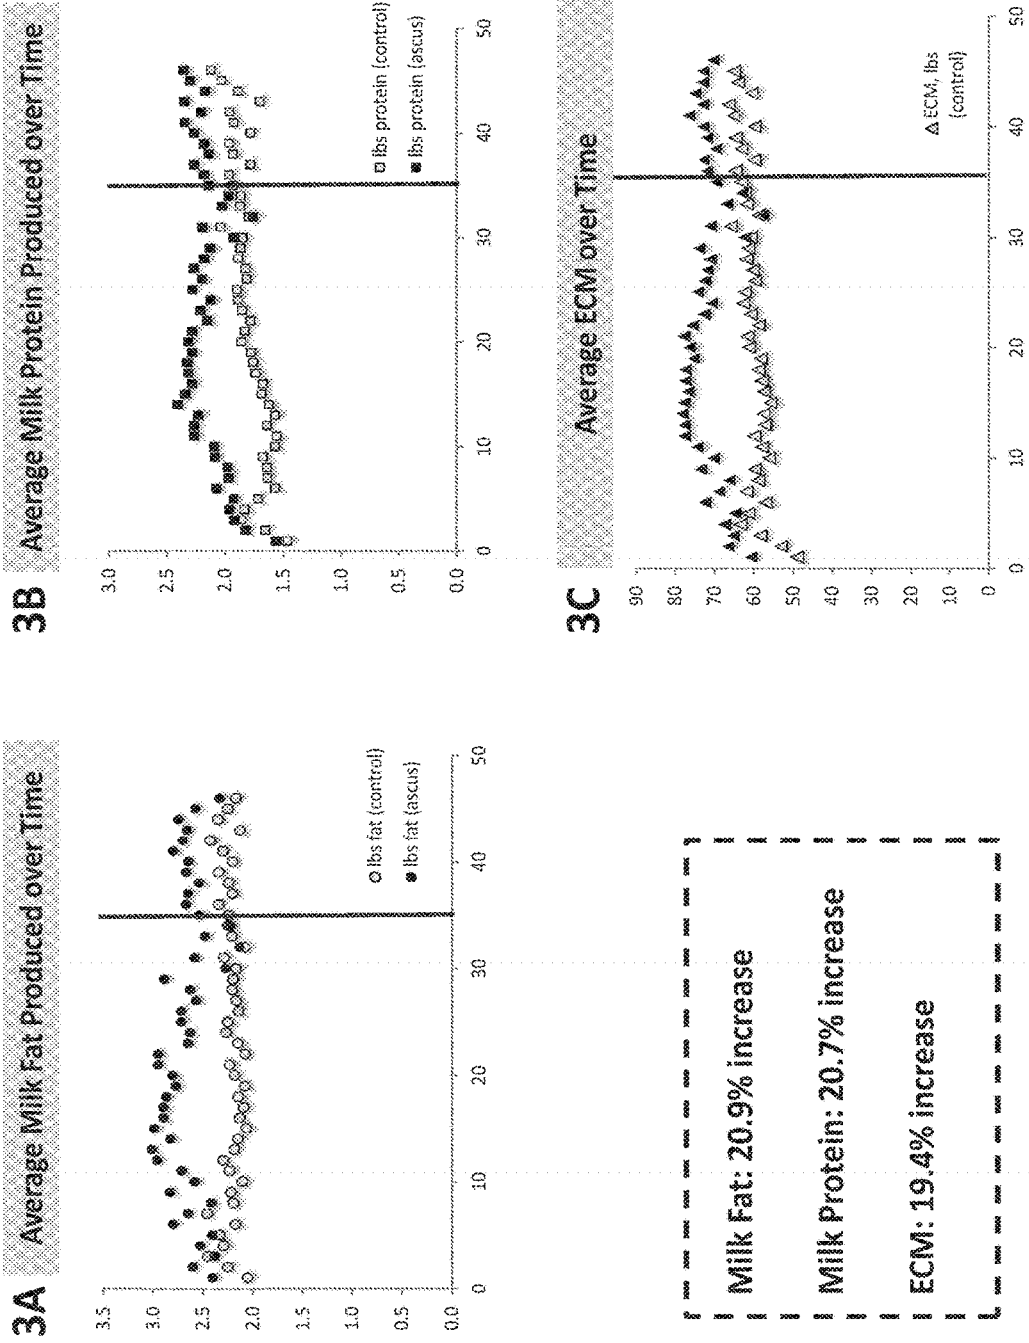 3A
Average Milk Fat Produced over Time
3.5
3.0
2.5
2.0
1.5
1.0
0.5
0.0
0
10
20
30
40
50
lbs fat (control)
lbs fat (ascus)
3B
Average Milk Protein Produced over Time
3.0
2.5
2.0
1.5
1.0
0.5
0.0
0
10
20
30
40
50
lbs protein (control)
lbs protein (ascus)
Milk Fat: 20.9% increase
Milk Protein: 20.7% increase
ECM: 19.4% increase
3C
Average ECM over Time
90
80
70
60
50
40
30
20
10
0
0
10
20
30
40
50
ECM, lbs
(control)